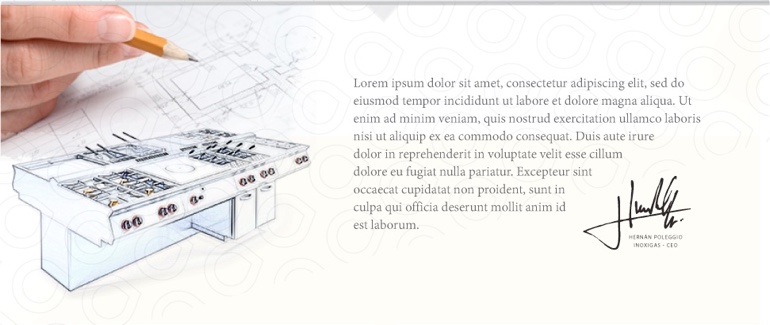 Lorem ipsum dolor sit amet, consectetur adipiscing elit, sed do
eiusmod tempor incididunt ut labore et dolore magna aliqua. Ut
enim ad minim veniam, quis nostrud exercitation ullamco laboris
nisi ut aliquip ex ea commodo consequat. Duis aute irure
dolor in reprehenderit in voluptate velit esse cillum
dolore eu fugiat nulla pariatur. Excepteur sint
occaecat cupidatat non proident, sunt in
culpa qui officia deserunt mollit anim id
est laborum.
HERNÁN POLEGGIO
INOXIGAS - CEO